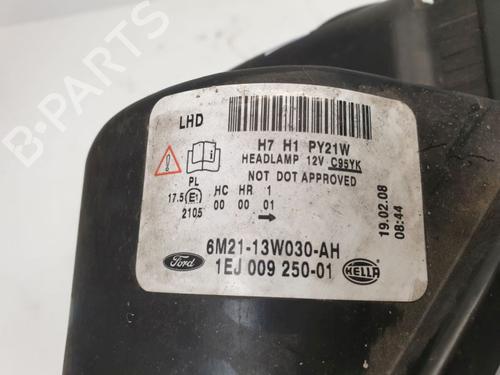 B-PARTS
LHD
H7 H1 PY21W
HEADLAMP 12V C95YK
NOT DOT APPROVED
PL HC HR 1
17.5 E1 00 00 01
2105
19.02.08
08:44
6M21-13W030-AH
Ford
1EJ 009 250-01
HELLA